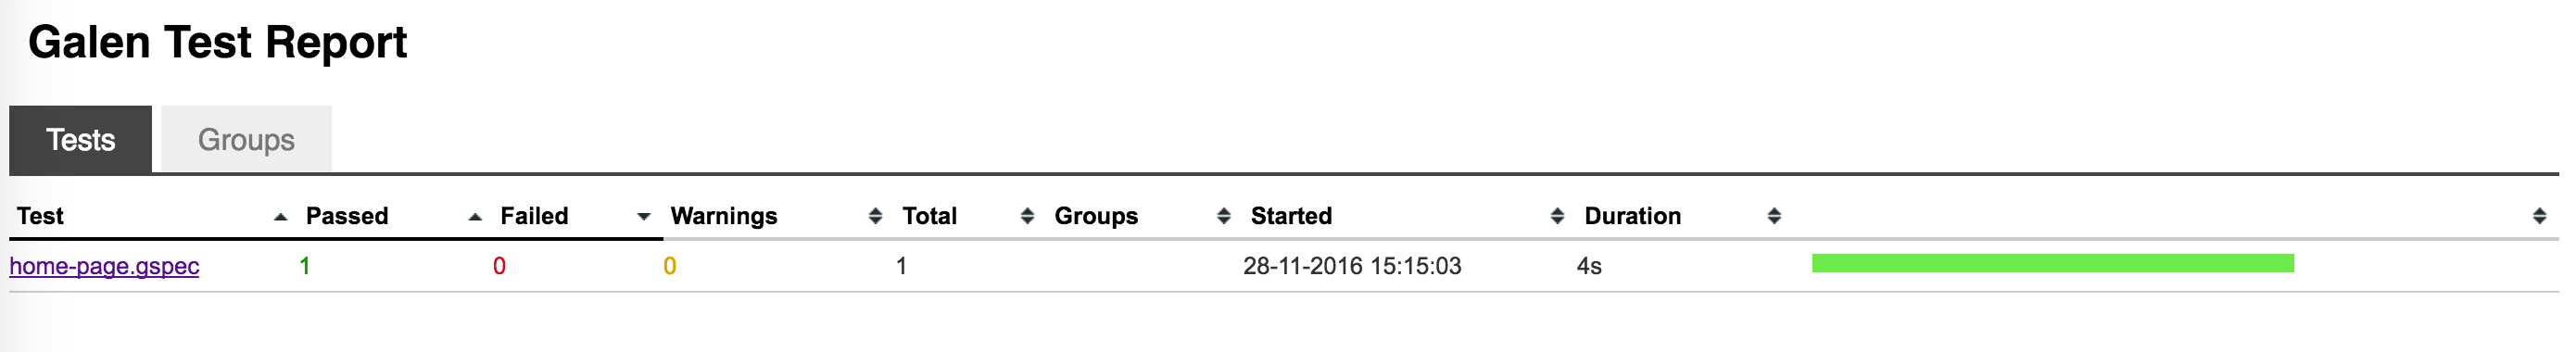 Galen Test Report
Tests Groups
Test Passed Failed Warnings Total Groups Started Duration
home-page.gspec 1 0 0 1 28-11-2016 15:15:03 4s